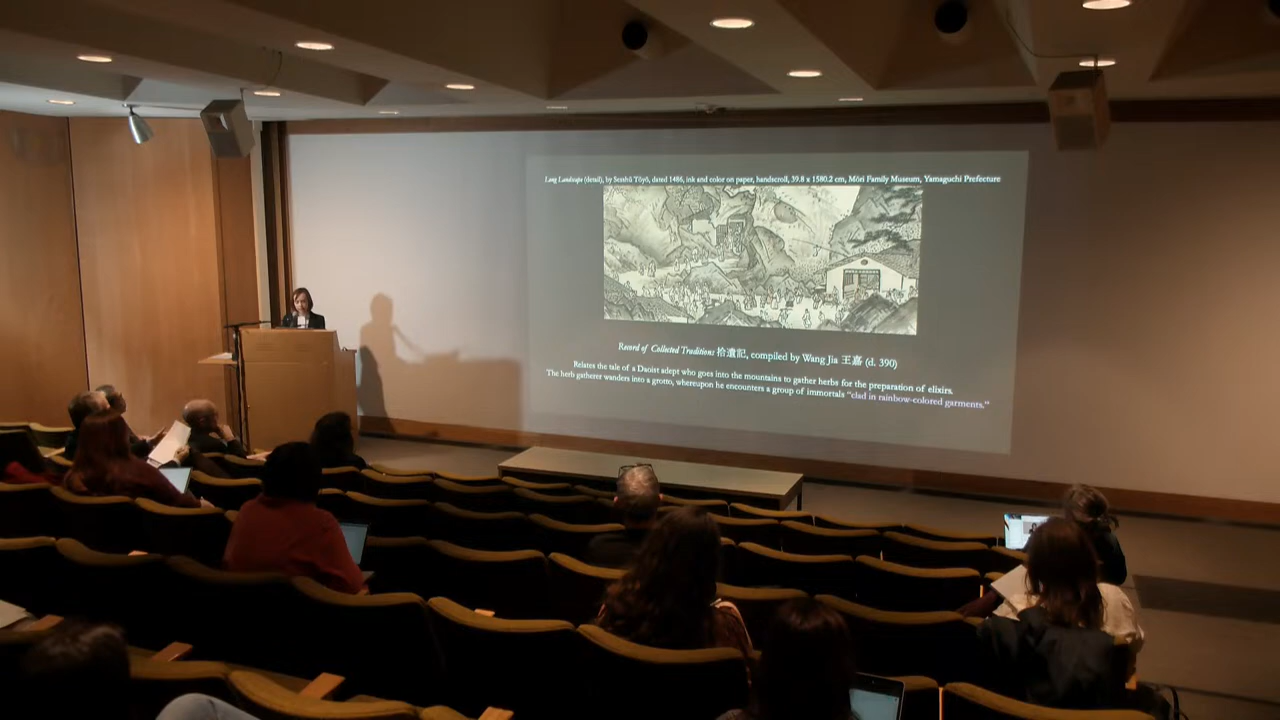 Long Landscape (detail), by Sesshū Tōyō, dated 1486, ink and color on paper, handscroll, 39.8 x 1580.2 cm, Mōri Family Museum, Yamaguchi Prefecture
Record of Collected Traditions 拾遺記, compiled by Wang Jia 王嘉 (d. 390)
Relates the tale of a Daoist adept who goes into the mountains to gather herbs for the preparation of elixirs.
The herb gatherer wanders into a grotto, whereupon he encounters a group of immortals “clad in rainbow-colored garments.”